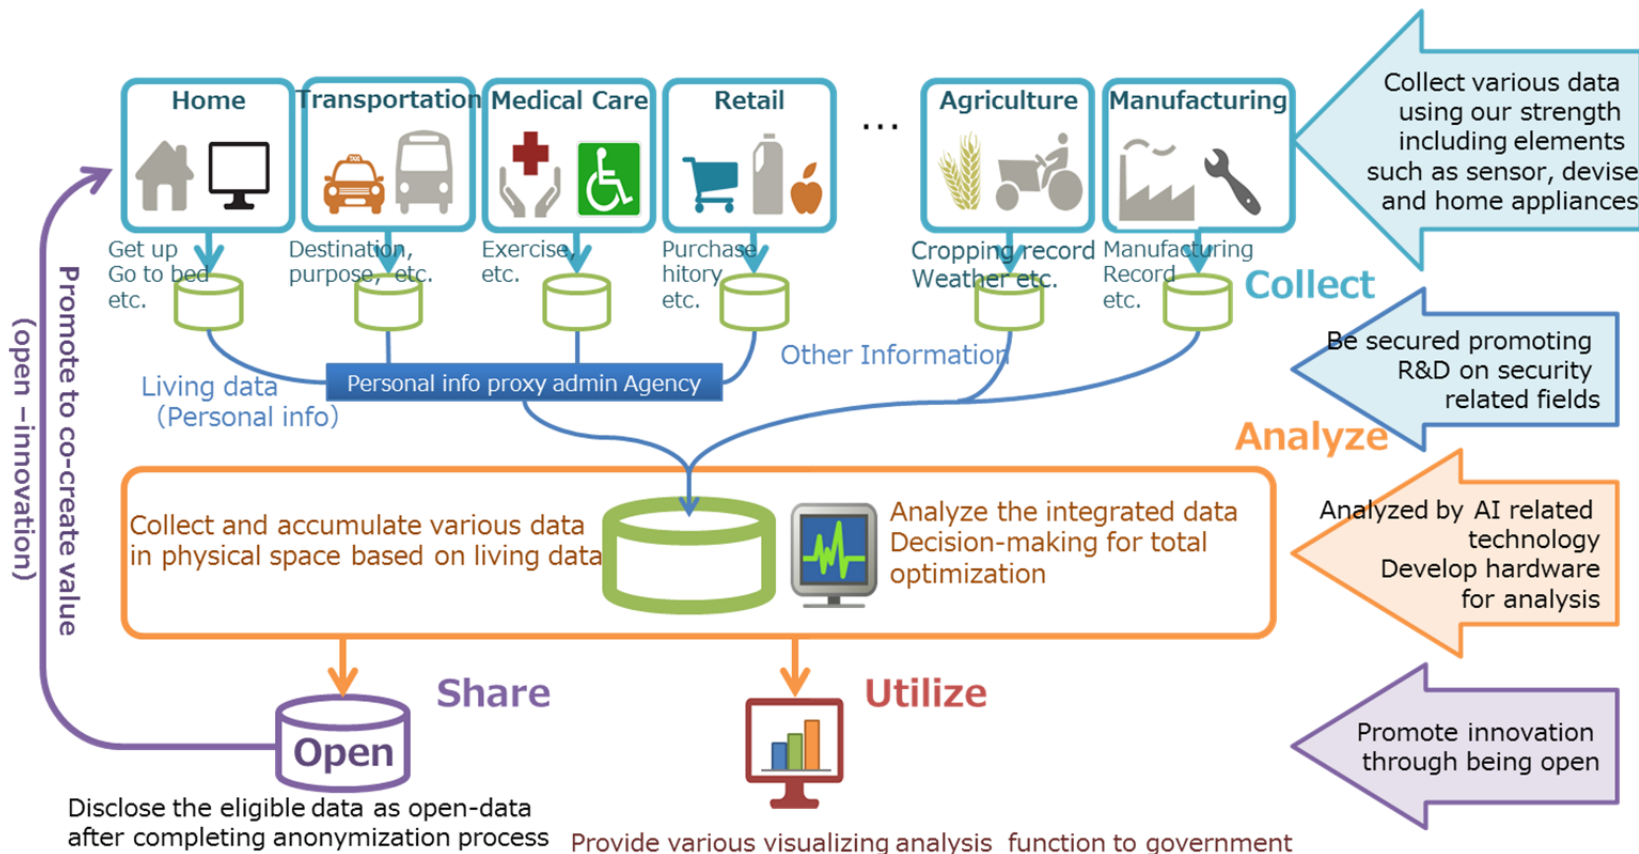 Home
Transportation
Medical Care
Retail
...
Agriculture
Manufacturing
Collect various data
using our strength
including elements
such as sensor, devise
and home appliances
Get up
Go to bed
etc.
Destination,
purpose, etc.
Exercise,
etc.
Purchase
hitory
etc.
Cropping record
Weather etc.
Manufacturing
Record
etc.
Collect
Promote to co-create value
(open –innovation)
Living data
(Personal info)
Personal info proxy admin Agency
Other Information
Be secured promoting
R&D on security
related fields
Analyze
Collect and accumulate various data
in physical space based on living data
Analyze the integrated data
Decision-making for total
optimization
Analyzed by AI related
technology
Develop hardware
for analysis
Share
Open
Utilize
Promote innovation
through being open
Disclose the eligible data as open-data
after completing anonymization process
Provide various visualizing analysis function to government
TAXI